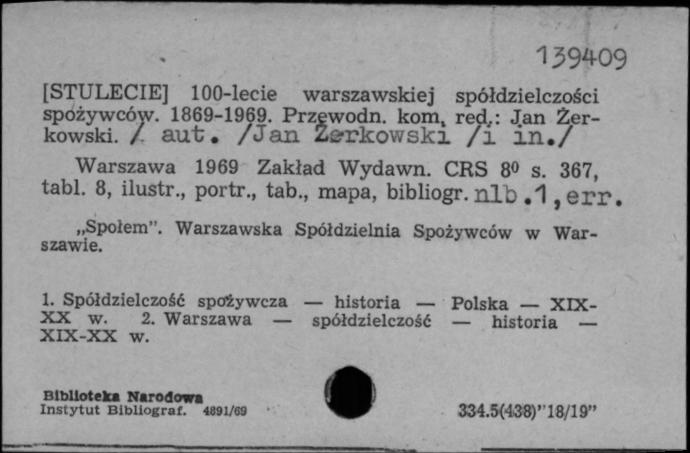 139409
[STULECIE] 100-lecie warszawskiej spółdzielczości
spożywców. 1869-1969. Przewodn. kom. red.: Jan Żer-
kowski. /. aut. /Jan Żerkowski /i in./
Warszawa 1969 Zakład Wydawn. CRS 8⁰ s. 367,
tabl. 8, ilustr., portr., tab., mapa, bibliogr. nlb.1, err.
„Społem". Warszawska Spółdzielnia Spożywców w War-
szawie.
1. Spółdzielczość spożywcza — historia — Polska — XIX-
XX w. 2. Warszawa — spółdzielczość — historia —
XIX-XX w.
Biblioteka Narodowa
Instytut Bibliograf. 4891/69
334.5(438)"18/19"